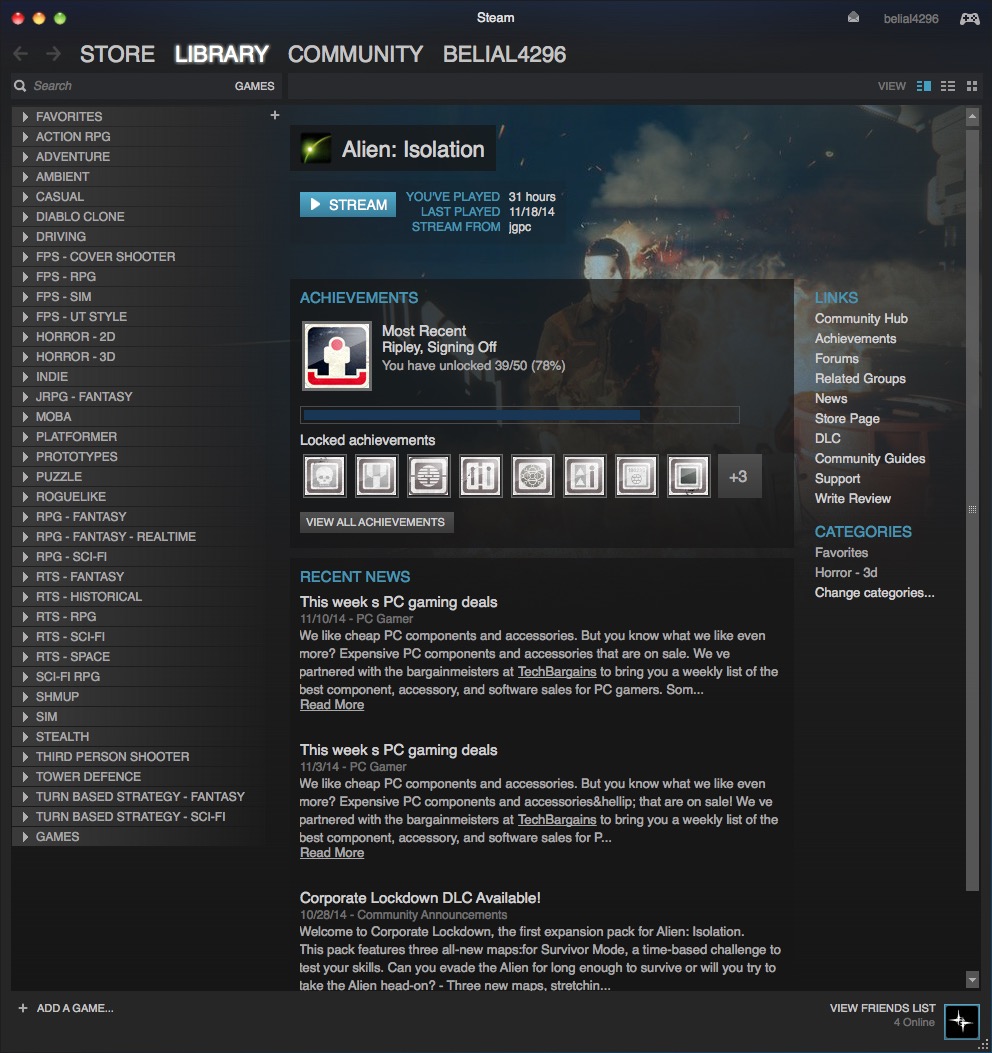 Steam
belial4296
STORE LIBRARY COMMUNITY BELIAL4296
Search GAMES
VIEW
FAVORITES +
ACTION RPG
ADVENTURE
AMBIENT
CASUAL
DIABLO CLONE
DRIVING
FPS - COVER SHOOTER
FPS - RPG
FPS - SIM
FPS - UT STYLE
HORROR - 2D
HORROR - 3D
INDIE
JRPG - FANTASY
MOBA
PLATFORMER
PROTOTYPES
PUZZLE
ROGUELIKE
RPG - FANTASY
RPG - FANTASY - REALTIME
RPG - SCI-FI
RTS - FANTASY
RTS - HISTORICAL
RTS - RPG
RTS - SCI-FI
RTS - SPACE
SCI-FI RPG
SHMUP
SIM
STEALTH
THIRD PERSON SHOOTER
TOWER DEFENCE
TURN BASED STRATEGY - FANTASY
TURN BASED STRATEGY - SCI-FI
GAMES
Alien: Isolation
STREAM
YOU'VE PLAYED 31 hours
LAST PLAYED 11/18/14
STREAM FROM jgpc
ACHIEVEMENTS
Most Recent
Ripley, Signing Off
You have unlocked 39/50 (78%)
Locked achievements
+3
VIEW ALL ACHIEVEMENTS
RECENT NEWS
This week s PC gaming deals
11/10/14 - PC Gamer
We like cheap PC components and accessories. But you know what we like even
more? Expensive PC components and accessories that are on sale. We ve
partnered with the bargainmeisters at TechBargains to bring you a weekly list of the
best component, accessory, and software sales for PC gamers. Som...
Read More
This week s PC gaming deals
11/3/14 - PC Gamer
We like cheap PC components and accessories. But you know what we like even
more? Expensive PC components and accessories&hellip; that are on sale! We ve
partnered with the bargainmeisters at TechBargains to bring you a weekly list of the
best component, accessory, and software sales for P...
Read More
Corporate Lockdown DLC Available!
10/28/14 - Community Announcements
Welcome to Corporate Lockdown, the first expansion pack for Alien: Isolation.
This pack features three all-new maps:for Survivor Mode, a time-based challenge to
test your skills. Can you evade the Alien for long enough to survive or will you try to
take the Alien head-on? - Three new maps, stretchin...
LINKS
Community Hub
Achievements
Forums
Related Groups
News
Store Page
DLC
Community Guides
Support
Write Review
CATEGORIES
Favorites
Horror - 3d
Change categories...
+ ADD A GAME...
VIEW FRIENDS LIST
4 Online